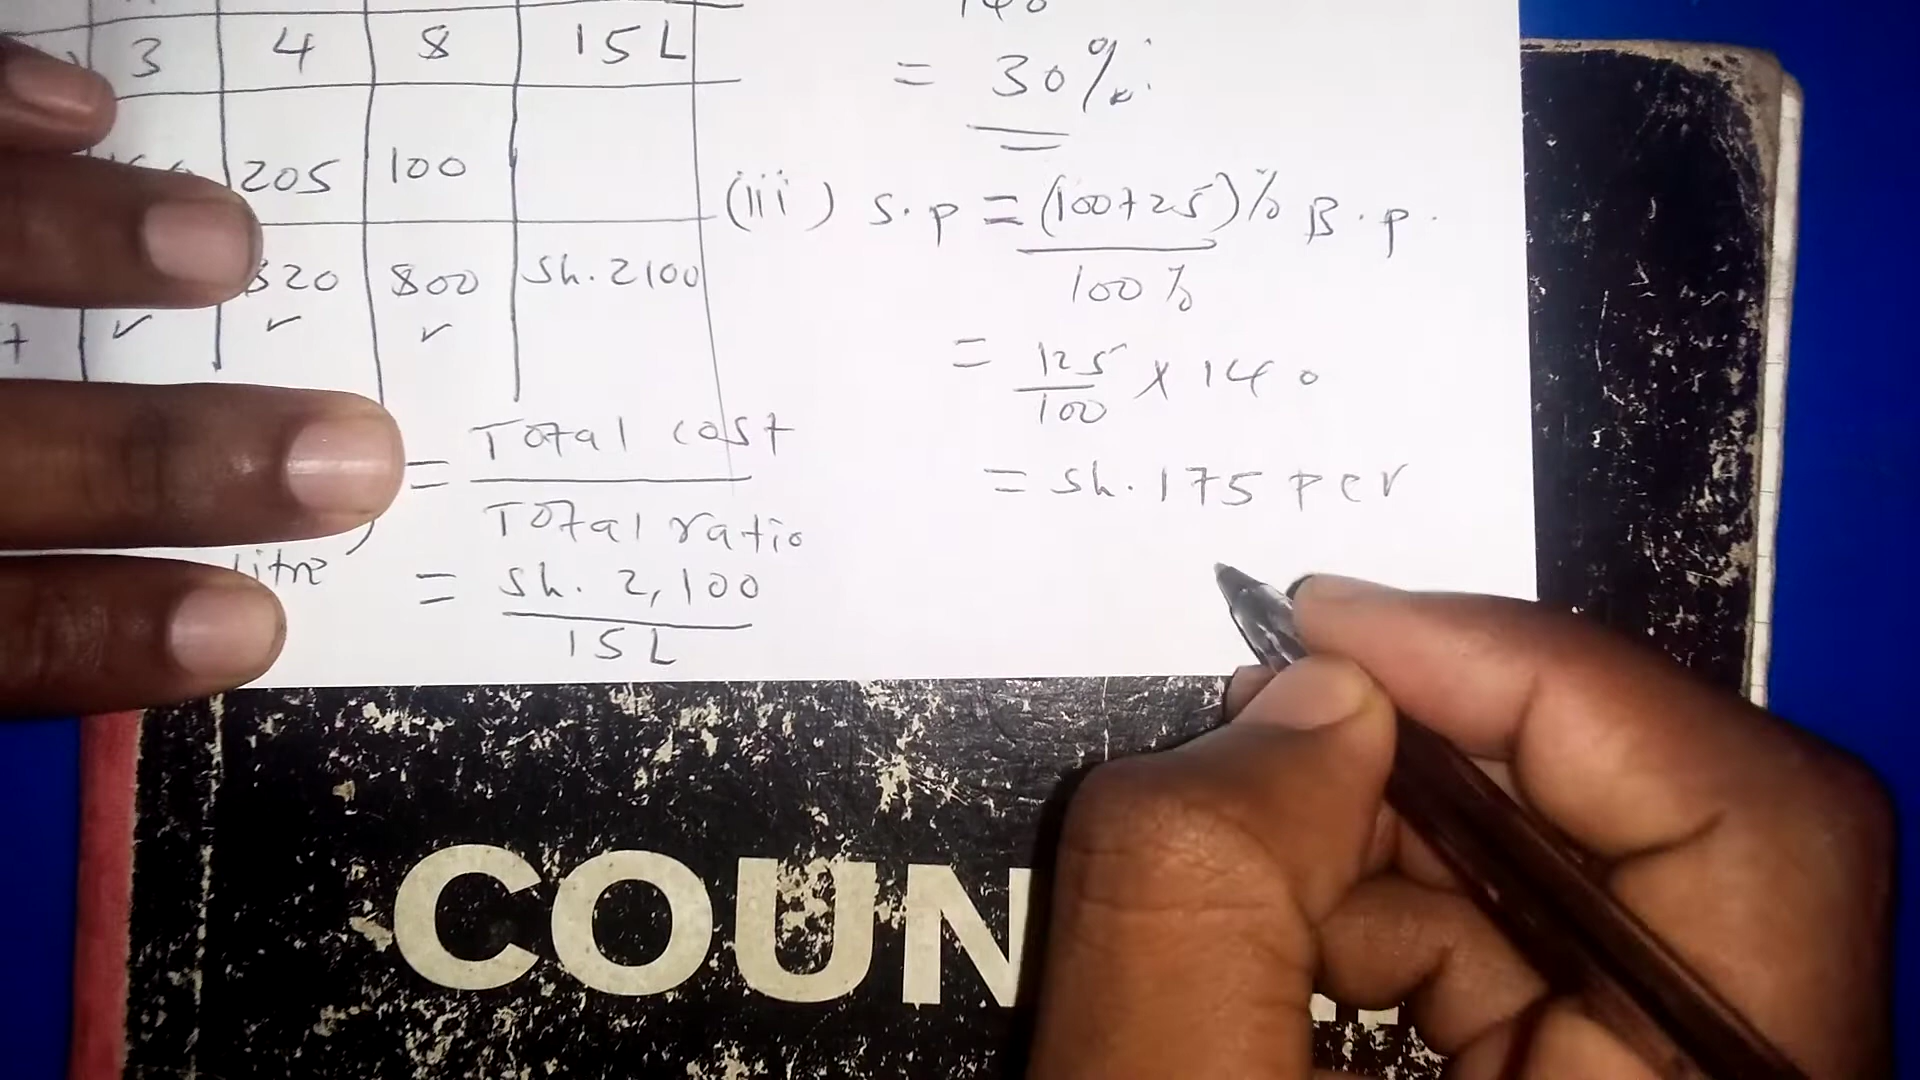 3 4 8 15L
205 100
320 800 sh. 2100
= Total cost
Total ratio
litre = sh. 2,100
15L
= 30%
(iii) s.p = (100+25)% B.p.
100%
= 125 x 140
100
= sh. 175 per
COUN